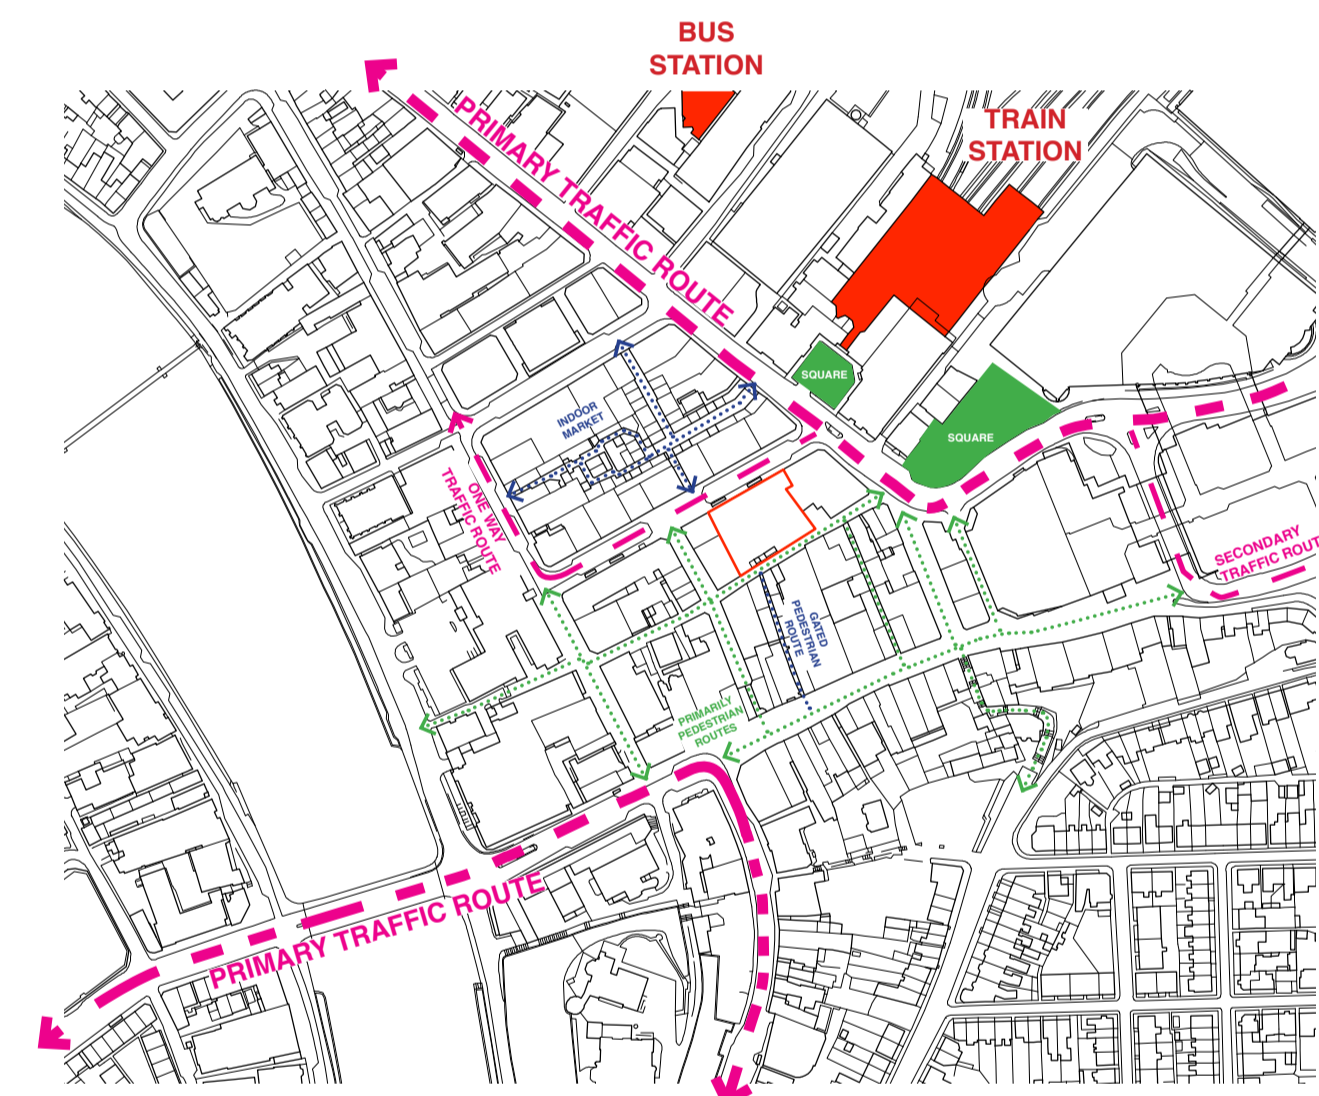 BUS
STATION
PRIMARY TRAFFIC ROUTE
TRAIN
STATION
SQUARE
SQUARE
INDOOR
MARKET
ONE WAY
TRAFFIC ROUTE
GATED
PEDESTRIAN
ROUTE
SECONDARY
TRAFFIC ROUT
PRIMARILY
PEDESTRIAN
ROUTES
PRIMARY TRAFFIC ROUTE